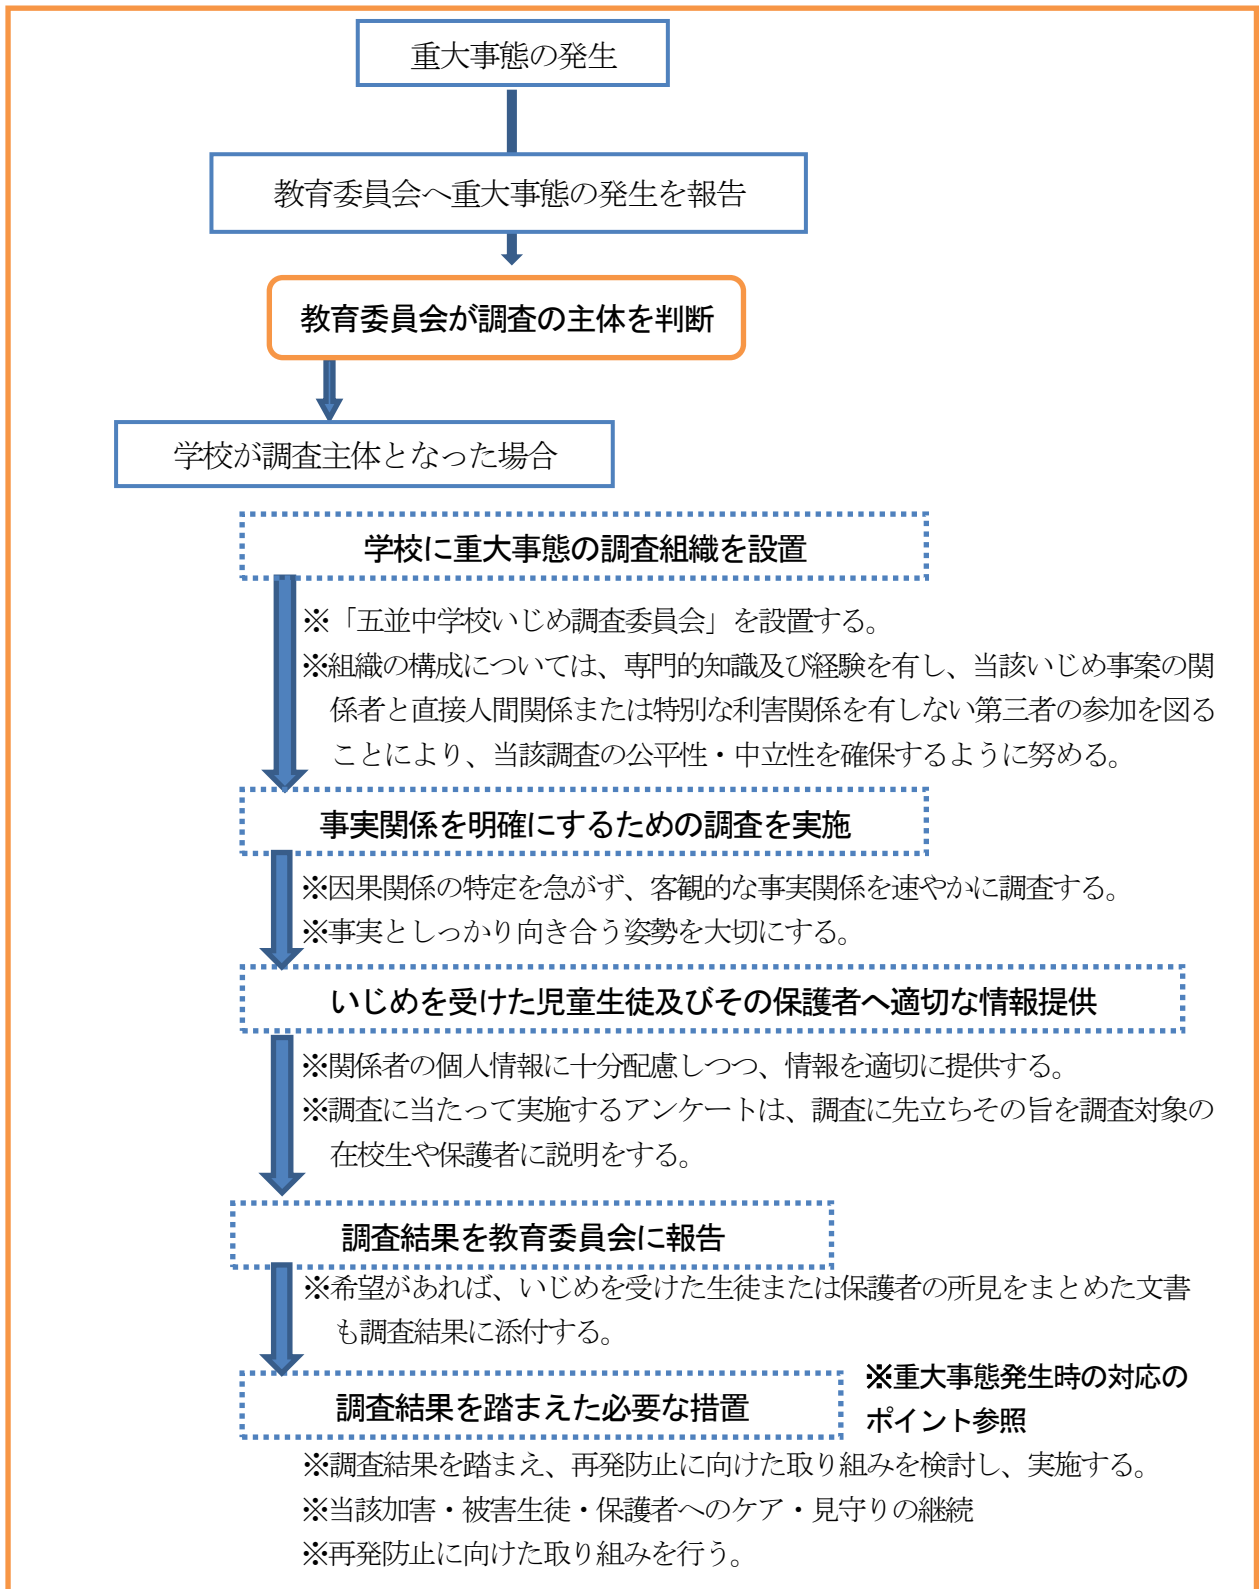 重大事態の発生
教育委員会へ重大事態の発生を報告
教育委員会が調査の主体を判断
学校が調査主体となった場合
学校に重大事態の調査組織を設置
※「五並中学校いじめ調査委員会」を設置する。
※組織の構成については、専門的知識及び経験を有し、当該いじめ事案の関
係者と直接人間関係または特別な利害関係を有しない第三者の参加を図る
ことにより、当該調査の公平性・中立性を確保するように努める。
事実関係を明確にするための調査を実施
※因果関係の特定を急がず、客観的な事実関係を速やかに調査する。
※事実としっかり向き合う姿勢を大切にする。
いじめを受けた児童生徒及びその保護者へ適切な情報提供
※関係者の個人情報に十分配慮しつつ、情報を適切に提供する。
※調査に当たって実施するアンケートは、調査に先立ちその旨を調査対象の
在校生や保護者に説明をする。
調査結果を教育委員会に報告
※希望があれば、いじめを受けた生徒または保護者の所見をまとめた文書
も調査結果に添付する。
調査結果を踏まえた必要な措置
※重大事態発生時の対応の
ポイント参照
※調査結果を踏まえ、再発防止に向けた取り組みを検討し、実施する。
※当該加害・被害生徒・保護者へのケア・見守りの継続
※再発防止に向けた取り組みを行う。